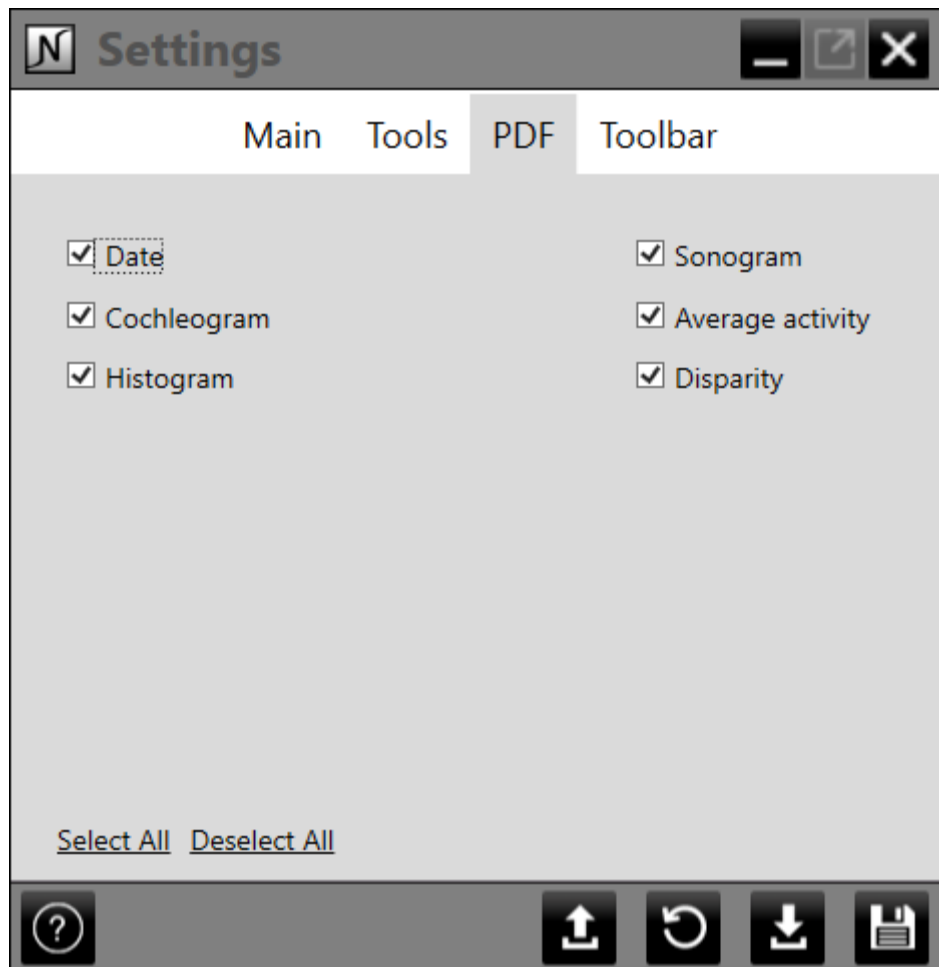 N Settings
Main Tools PDF Toolbar
Date Sonogram
Cochleogram Average activity
Histogram Disparity
Select All Deselect All
?